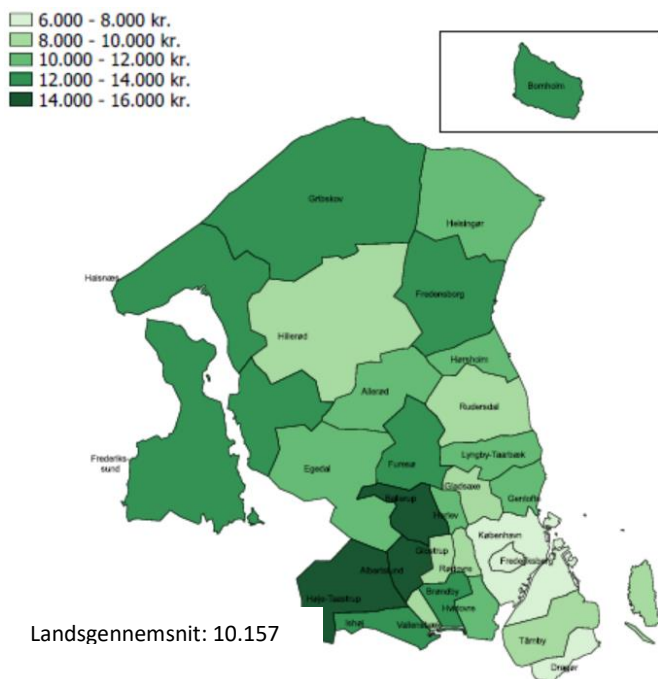 6.000 - 8.000 kr.
8.000 - 10.000 kr.
10.000 - 12.000 kr.
12.000 - 14.000 kr.
14.000 - 16.000 kr.
Bornholm
Gribskov
Helsingør
Halsnæs
Fredensborg
Hillerød
Hørsholm
Allerød
Rudersdal
Frederiks-
sund
Egedal
Furesø
Lyngby-Taarbæk
Gladsaxe
Gentofte
Ballerup
Herlev
København
Glostrup
Frederiksberg
Albertslund
Rødovre
Høje-Taastrup
Brøndby
Hvidovre
Ishøj
Vallensbæk
Tårnby
Dragør
Landsgennemsnit: 10.157